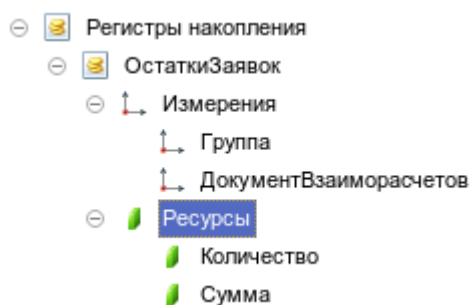 Регистры накопления
ОстаткиЗаявок
Измерения
Группа
ДокументВзаиморасчетов
Ресурсы
Количество
Сумма